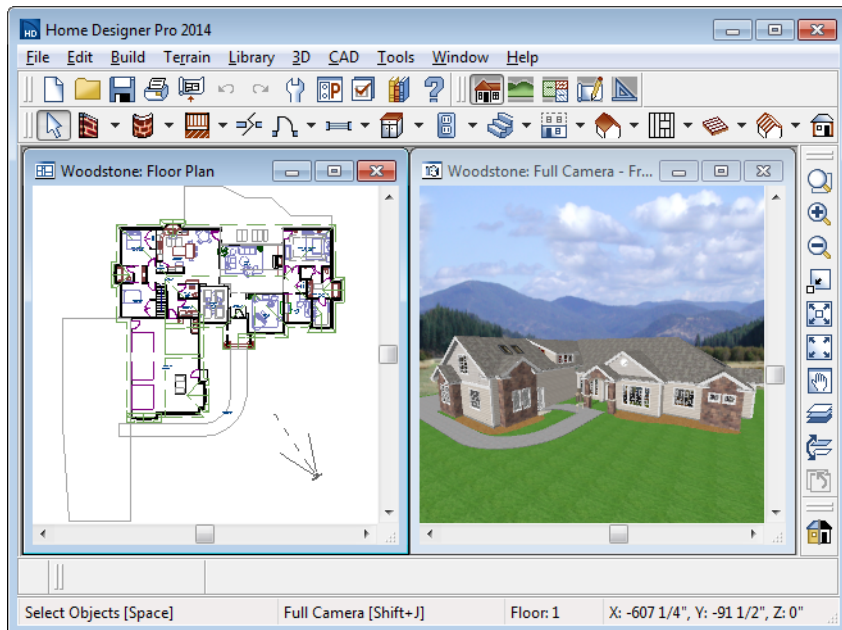 Home Designer Pro 2014
File Edit Build Terrain Library 3D CAD Tools Window Help
Woodstone: Floor Plan
Woodstone: Full Camera - Fr...
Select Objects [Space] Full Camera [Shift+J] Floor: 1 X: -607 1/4", Y: -91 1/2", Z: 0"